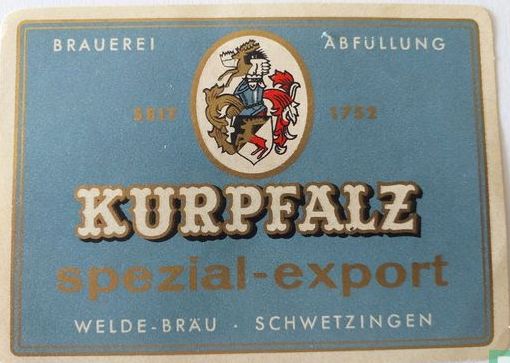 BRAUEREI ABFÜLLUNG
SEIT 1752
KURPFALZ
spezial-export
WELDE-BRÄU · SCHWETZINGEN